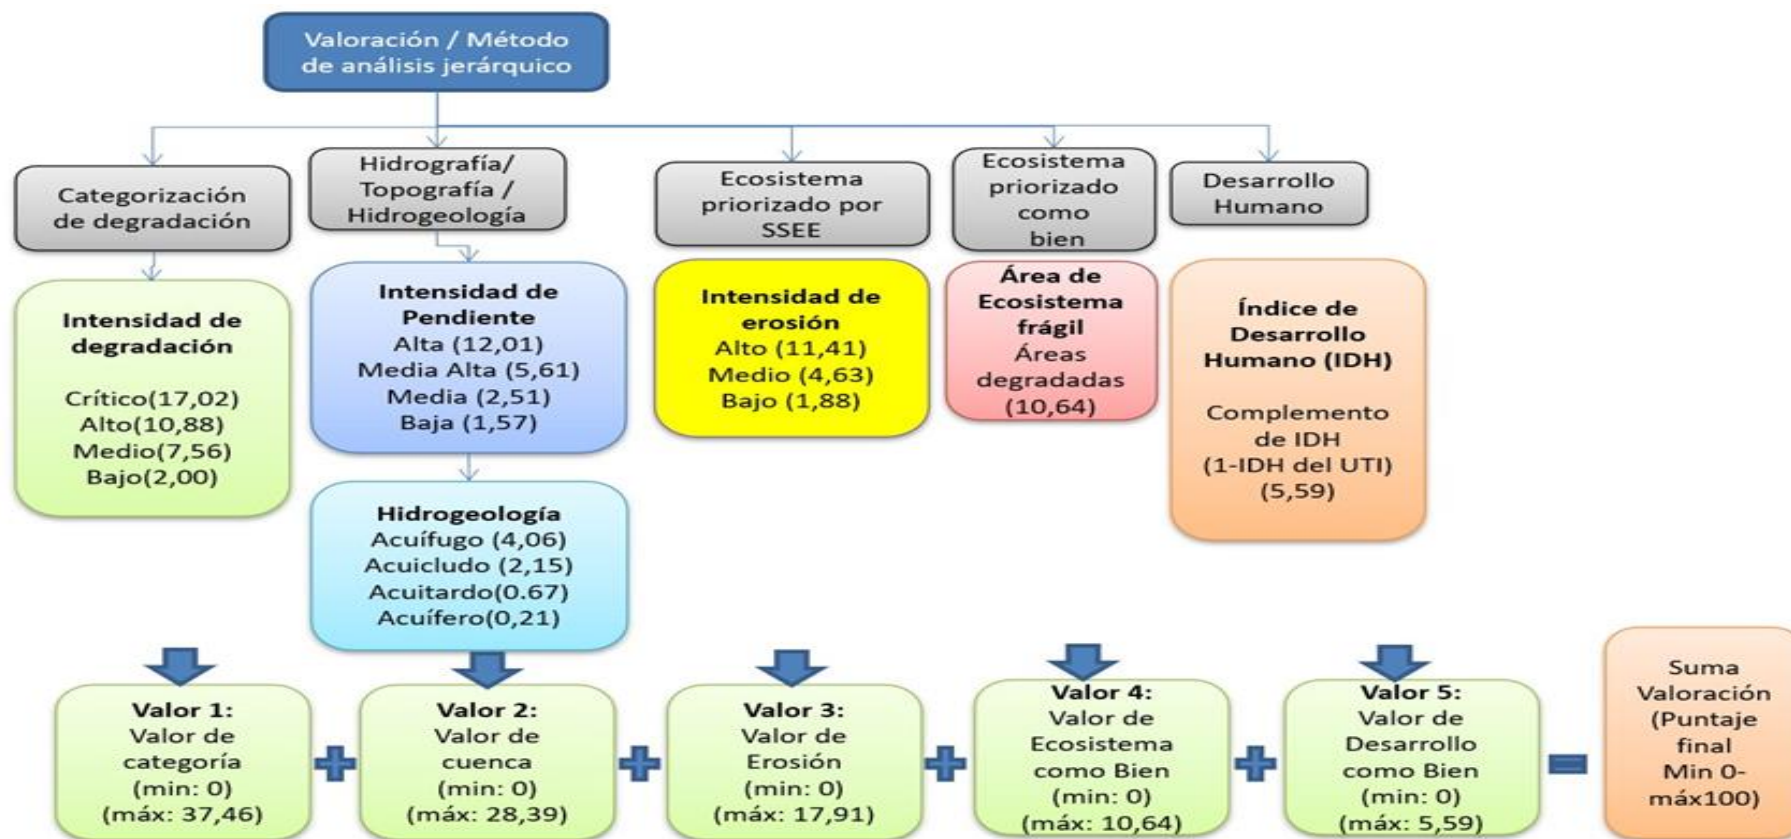 Valoración / Método
de análisis jerárquico
Categorización
de degradación
Hidrografía/
Topografía /
Hidrogeología
Ecosistema
priorizado por
SSEE
Ecosistema
priorizado
como
bien
Desarrollo
Humano
Intensidad de
degradación
Crítico(17,02)
Alto(10,88)
Medio(7,56)
Bajo(2,00)
Intensidad de
Pendiente
Alta (12,01)
Media Alta (5,61)
Media (2,51)
Baja (1,57)
Intensidad de
erosión
Alto (11,41)
Medio (4,63)
Bajo (1,88)
Área de
Ecosistema
frágil
Áreas
degradadas
(10,64)
Índice de
Desarrollo
Humano (IDH)
Complemento
de IDH
(1-IDH del UTI)
(5,59)
Hidrogeología
Acuífugo (4,06)
Acuicludo (2,15)
Acuitardo(0.67)
Acuífero(0,21)
Valor 1:
Valor de
categoría
(min: 0)
(máx: 37,46)
+
Valor 2:
Valor de
cuenca
(min: 0)
(máx: 28,39)
+
Valor 3:
Valor de
Erosión
(min: 0)
(máx: 17,91)
+
Valor 4:
Valor de
Ecosistema
como Bien
(min: 0)
(máx: 10,64)
+
Valor 5:
Valor de
Desarrollo
como Bien
(min: 0)
(máx: 5,59)
=
Suma
Valoración
(Puntaje
final
Min 0-
máx100)